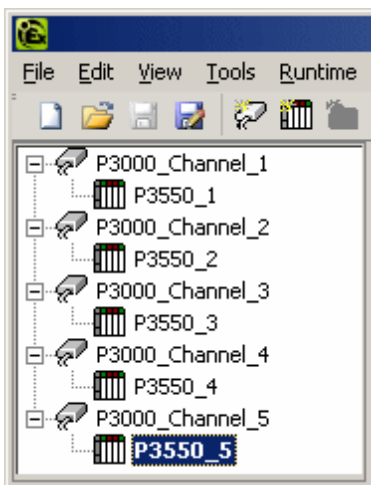 File Edit View Tools Runtime
P3000_Channel_1
P3550_1
P3000_Channel_2
P3550_2
P3000_Channel_3
P3550_3
P3000_Channel_4
P3550_4
P3000_Channel_5
P3550_5